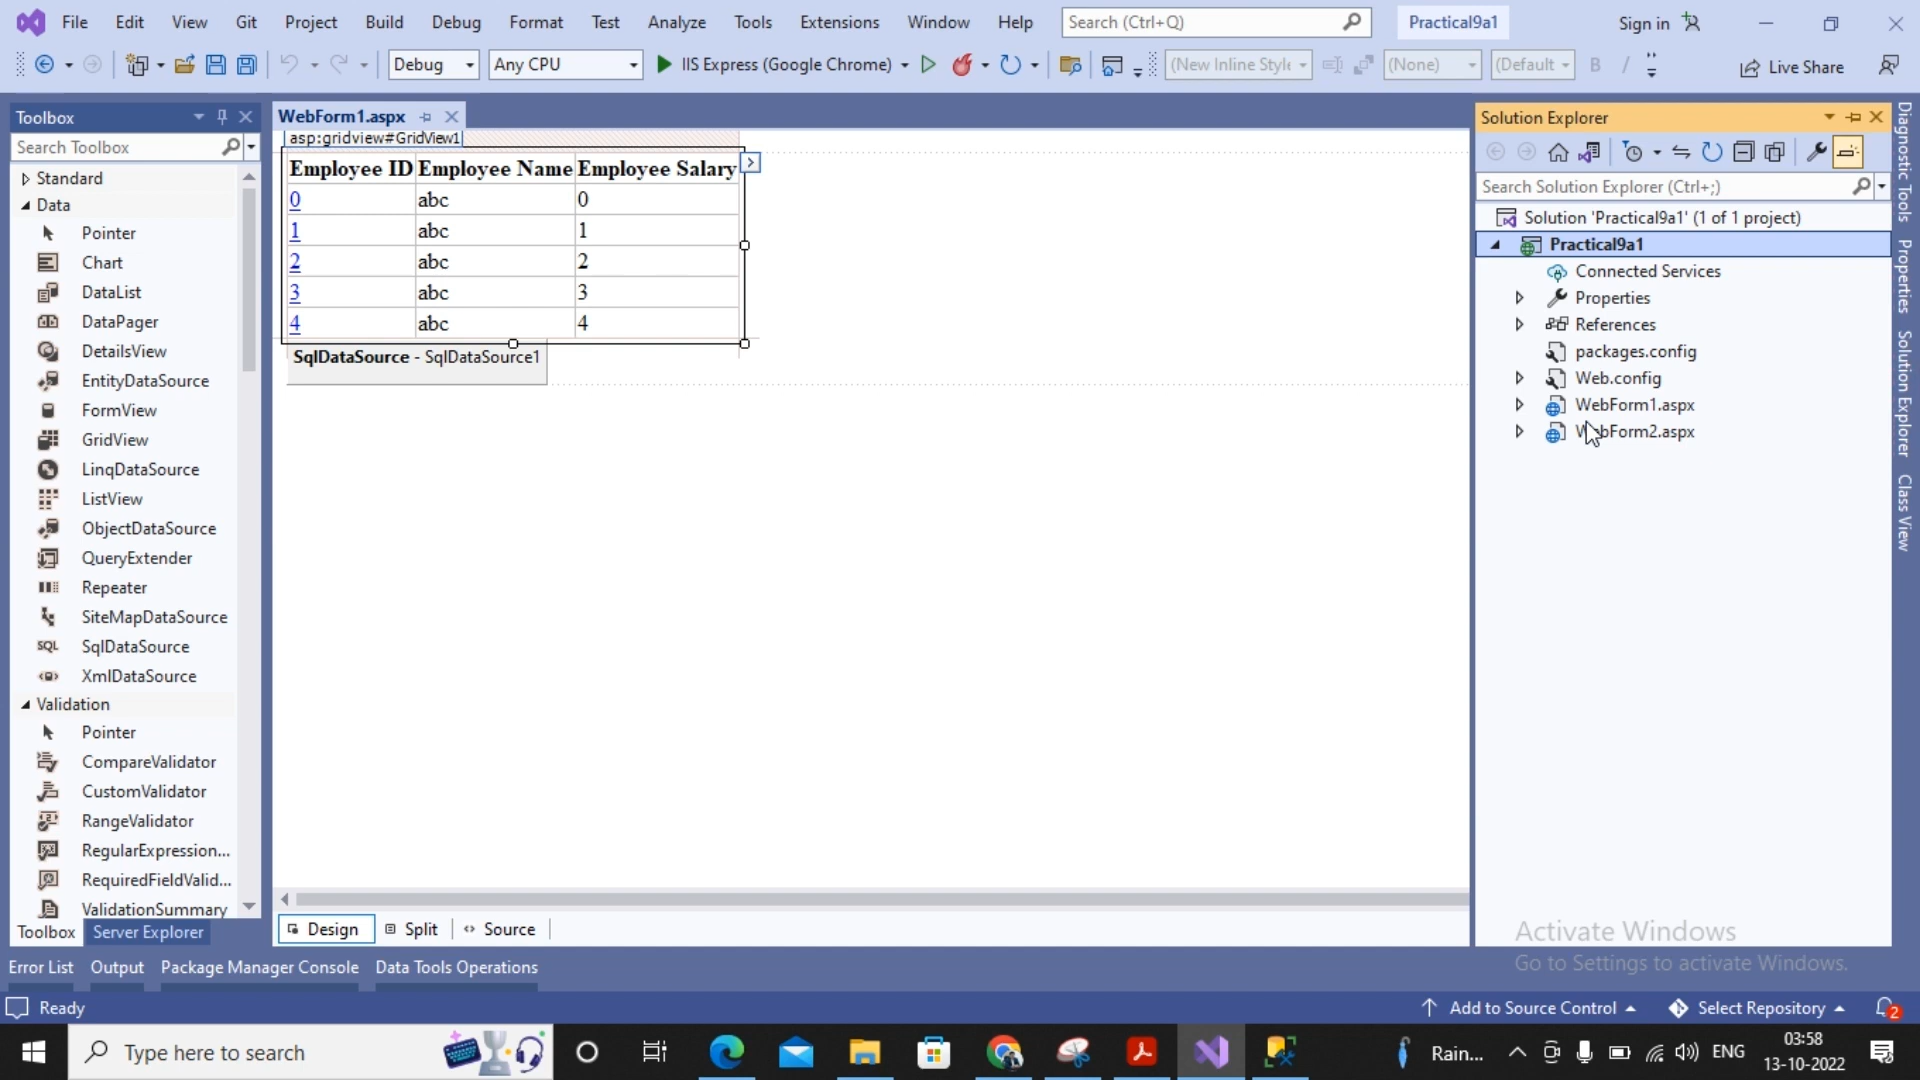 File Edit View Git Project Build Debug Format Test Analyze Tools Extensions Window Help Search (Ctrl+Q) Practical9a1 Sign in
Debug Any CPU IIS Express (Google Chrome) (New Inline Style (None) (Default B I Live Share
Toolbox
Search Toolbox
Standard
Data
Pointer
Chart
DataList
DataPager
DetailsView
EntityDataSource
FormView
GridView
LinqDataSource
ListView
ObjectDataSource
QueryExtender
Repeater
SiteMapDataSource
SQL SqlDataSource
XmlDataSource
Validation
Pointer
CompareValidator
CustomValidator
RangeValidator
RegularExpression...
RequiredFieldValid...
ValidationSummary
Toolbox Server Explorer
WebForm1.aspx
asp:gridview#GridView1
Employee ID Employee Name Employee Salary
0 abc 0
1 abc 1
2 abc 2
3 abc 3
4 abc 4
SqlDataSource - SqlDataSource1
Design Split Source
Solution Explorer
Search Solution Explorer (Ctrl+;)
Solution 'Practical9a1' (1 of 1 project)
Practical9a1
Connected Services
Properties
References
packages.config
Web.config
WebForm1.aspx
WebForm2.aspx
Diagnostic Tools
Properties
Solution Explorer
Class View
Activate Windows
Go to Settings to activate Windows.
Error List Output Package Manager Console Data Tools Operations
Ready Add to Source Control Select Repository 2
Type here to search Rain... ENG 03:58
13-10-2022